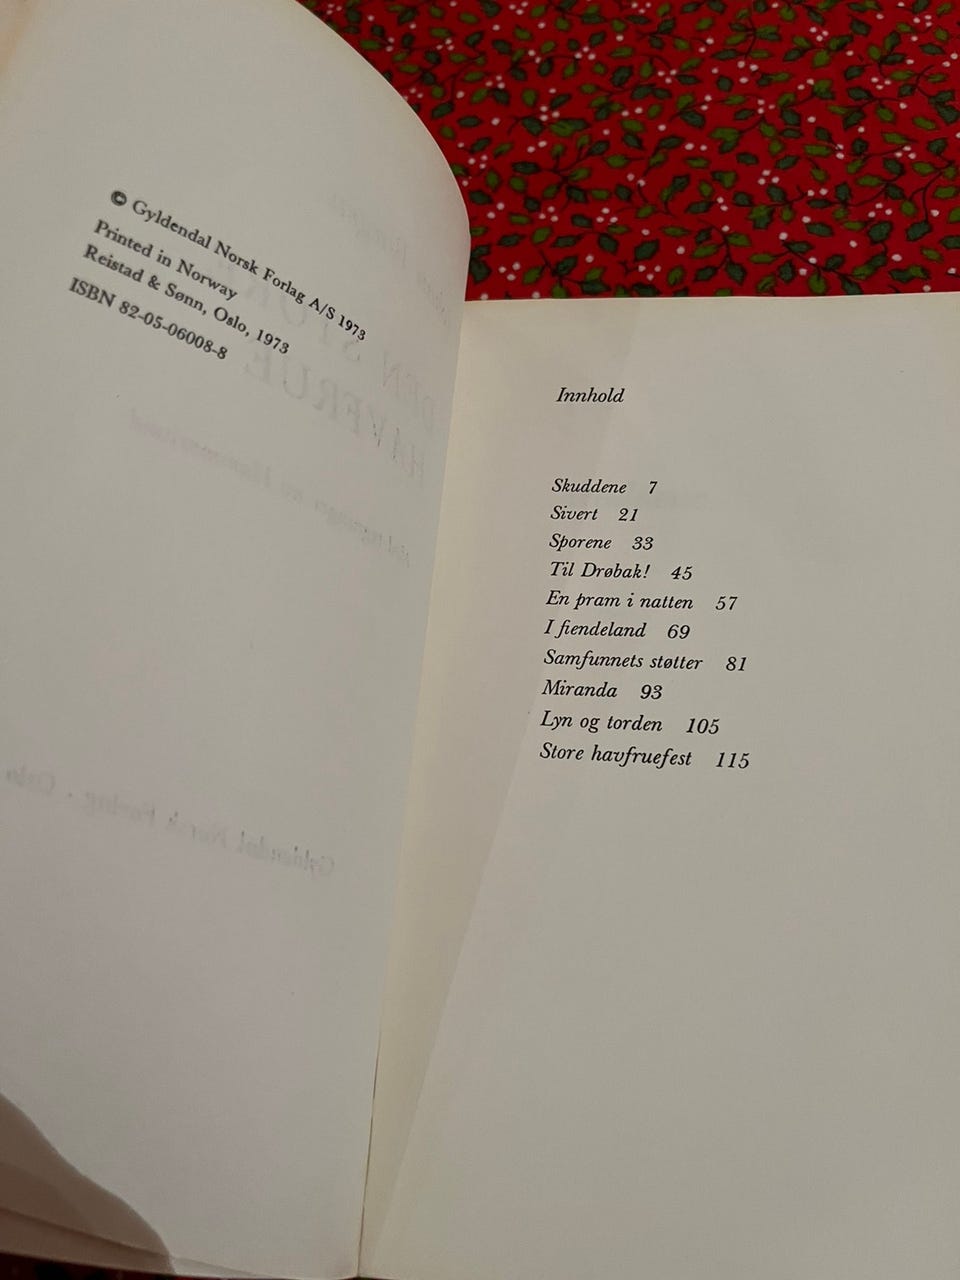 © Gyldendal Norsk Forlag A/S 1973
Printed in Norway
Reistad & Sønn, Oslo, 1973
ISBN 82-05-06008-8
Innhold
Skuddene 7
Sivert 21
Sporene 33
Til Drøbak! 45
En pram i natten 57
I fiendeland 69
Samfunnets støtter 81
Miranda 93
Lyn og torden 105
Store havfruefest 115